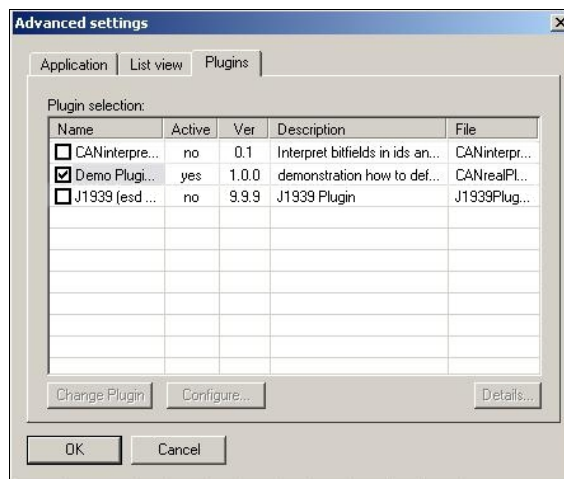 Advanced settings
Application List view Plugins
Plugin selection:
Name Active Ver Description File
CANinterpre... no 0.1 Interpret bitfields in ids an... CANinterpr...
Demo Plugi... yes 1.0.0 demonstration how to def... CANrealPl...
J1939 (esd ... no 9.9.9 J1939 Plugin J1939Plug...
Change Plugin Configure... Details...
OK Cancel